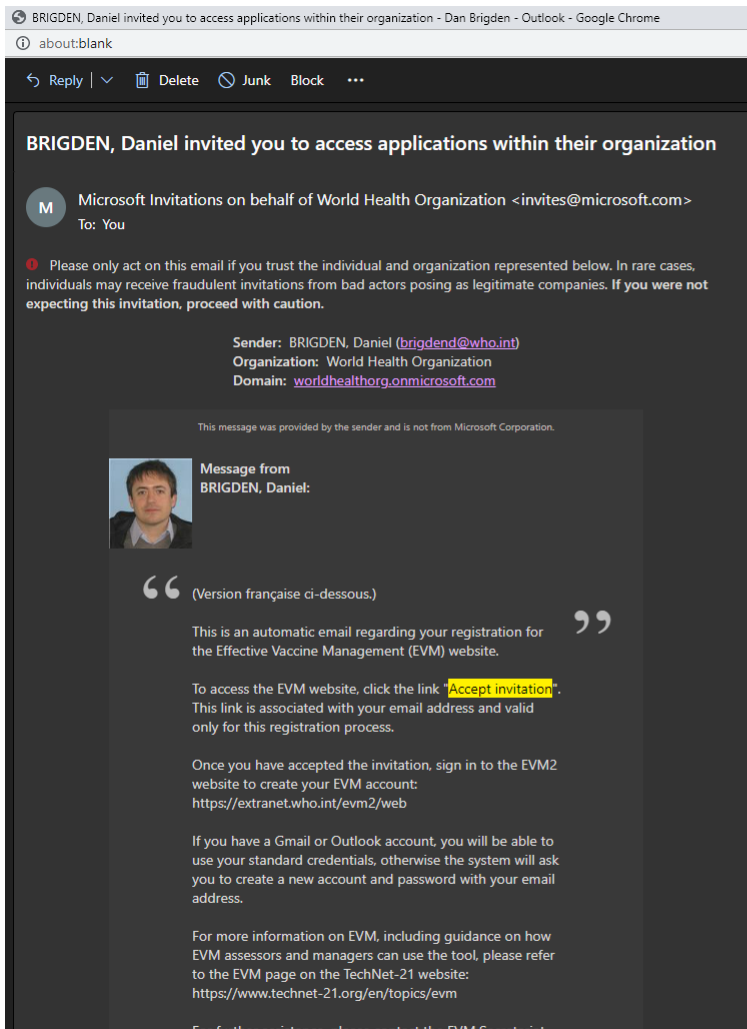 BRIGDEN, Daniel invited you to access applications within their organization - Dan Brigden - Outlook - Google Chrome
about:blank
Reply Delete Junk Block ···
BRIGDEN, Daniel invited you to access applications within their organization
M
Microsoft Invitations on behalf of World Health Organization <invites@microsoft.com>
To: You
Please only act on this email if you trust the individual and organization represented below. In rare cases,
individuals may receive fraudulent invitations from bad actors posing as legitimate companies. If you were not
expecting this invitation, proceed with caution.
Sender: BRIGDEN, Daniel (brigdend@who.int)
Organization: World Health Organization
Domain: worldhealthorg.onmicrosoft.com
This message was provided by the sender and is not from Microsoft Corporation.
Message from
BRIGDEN, Daniel:
“ (Version française ci-dessous.)
This is an automatic email regarding your registration for ”
the Effective Vaccine Management (EVM) website.
To access the EVM website, click the link "Accept invitation".
This link is associated with your email address and valid
only for this registration process.
Once you have accepted the invitation, sign in to the EVM2
website to create your EVM account:
https://extranet.who.int/evm2/web
If you have a Gmail or Outlook account, you will be able to
use your standard credentials, otherwise the system will ask
you to create a new account and password with your email
address.
For more information on EVM, including guidance on how
EVM assessors and managers can use the tool, please refer
to the EVM page on the TechNet-21 website:
https://www.technet-21.org/en/topics/evm